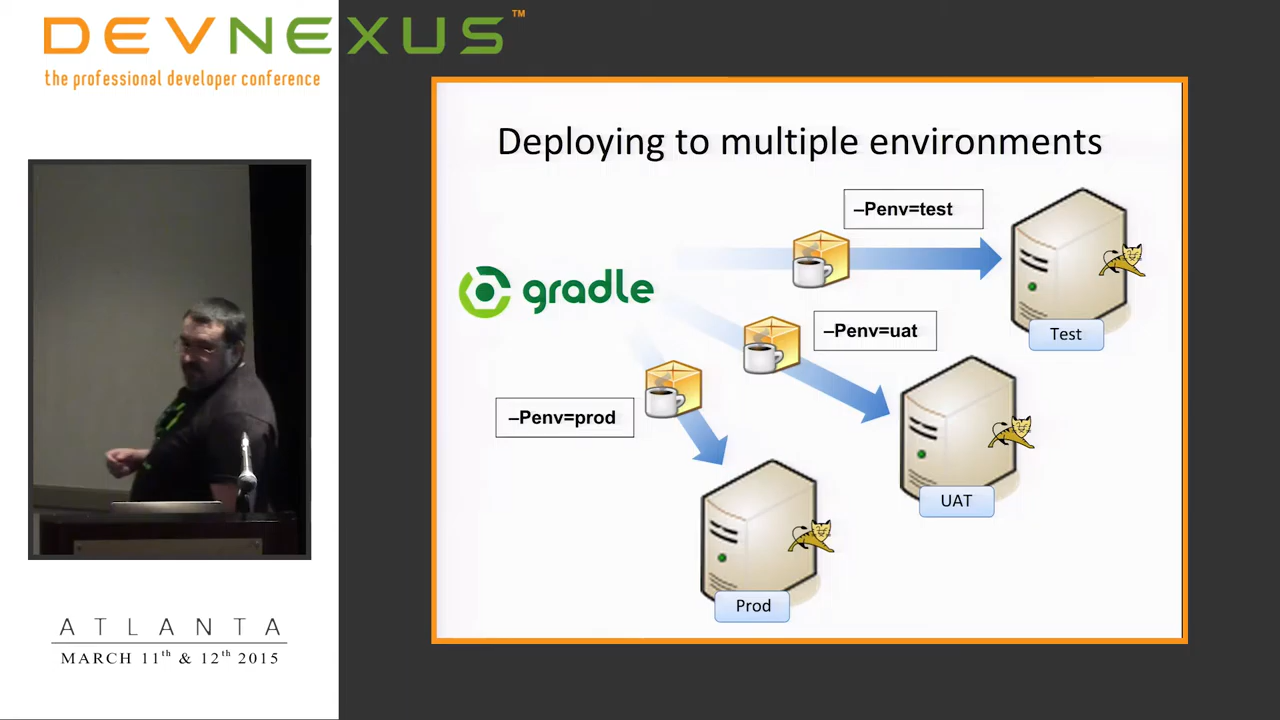 DEVNEXUS™
the professional developer conference
Deploying to multiple environments
–Penv=test
gradle
Test
–Penv=uat
–Penv=prod
UAT
Prod
ATLANTA
MARCH 11th & 12th 2015